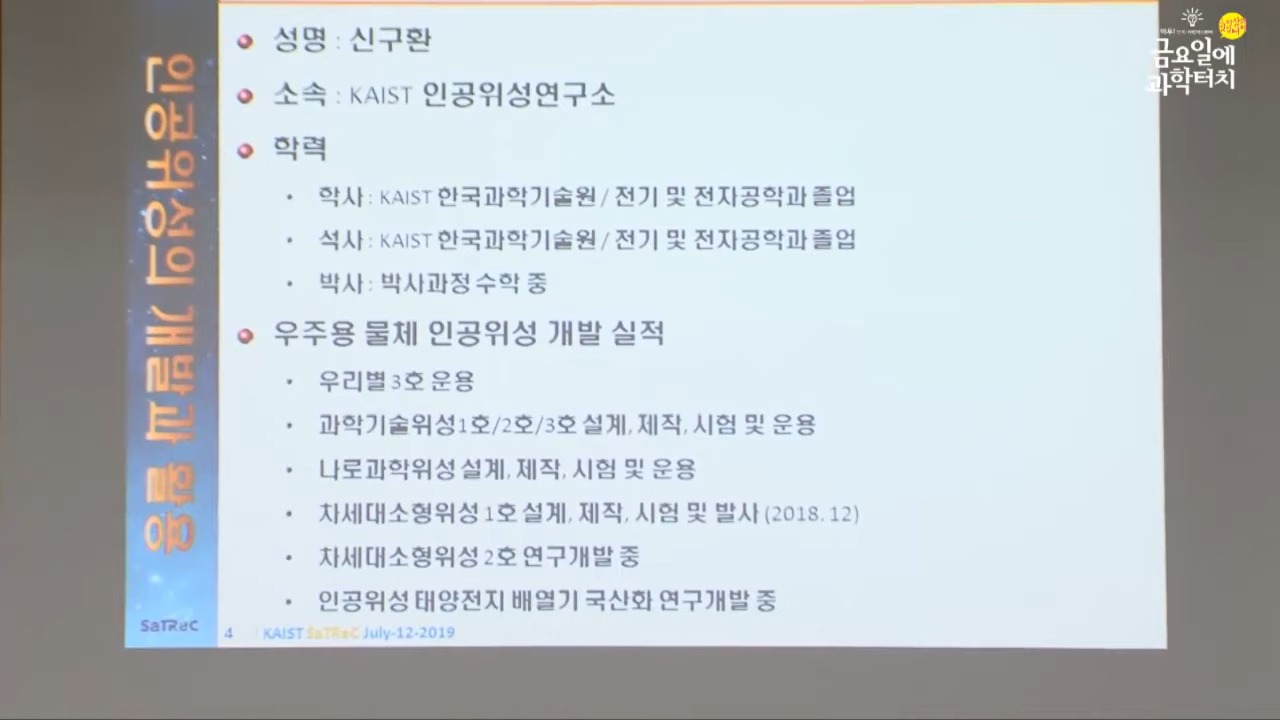 성명 : 신구환
소속 : KAIST 인공위성연구소
학력
학사 : KAIST 한국과학기술원 / 전기 및 전자공학과 졸업
석사 : KAIST 한국과학기술원 / 전기 및 전자공학과 졸업
박사 : 박사과정 수학 중
우주용 물체 인공위성 개발 실적
우리별 3호 운용
과학기술위성1호/2호/3호 설계, 제작, 시험 및 운용
나로과학위성 설계, 제작, 시험 및 운용
차세대소형위성 1호 설계, 제작, 시험 및 발사 (2018. 12)
차세대소형위성 2호 연구개발 중
인공위성 태양전지 배열기 국산화 연구개발 중
인공위성의 개발과 활용
SaTReC
4 KAIST SaTReC July-12-2019
금요일에
과학터치